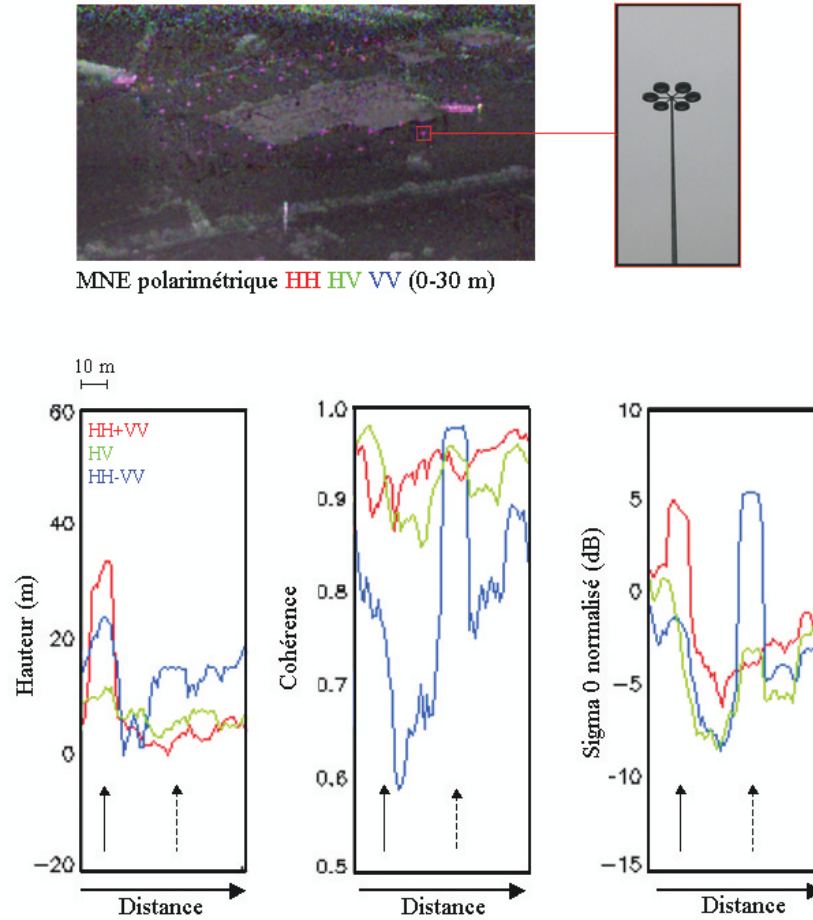 MNE polarimétrique HH HV VV (0-30 m)
10 m
60
40
20
0
−20
Hauteur (m)
HH+VV
HV
HH-VV
Distance
1.0
0.9
0.8
0.7
0.6
0.5
Cohérence
Distance
10
5
0
−5
−10
−15
Sigma 0 normalisé (dB)
Distance